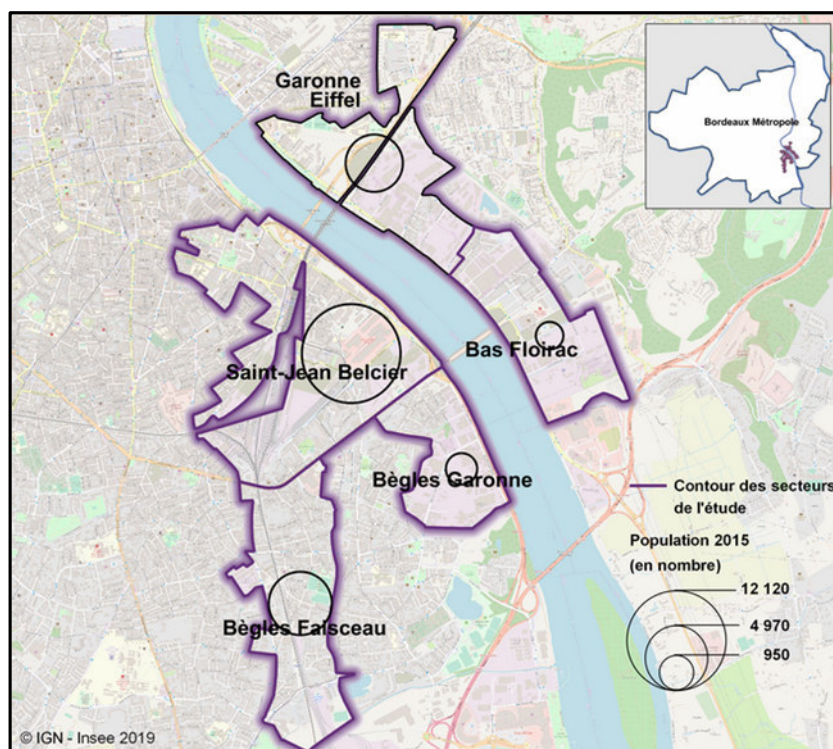 Garonne
Eiffel
Bordeaux Métropole
Saint-Jean Belcier
Bas Floirac
Bègles Garonne
Contour des secteurs
de l'étude
Population 2015
(en nombre)
12 120
4 970
950
Bègles Faisceau
© IGN - Insee 2019